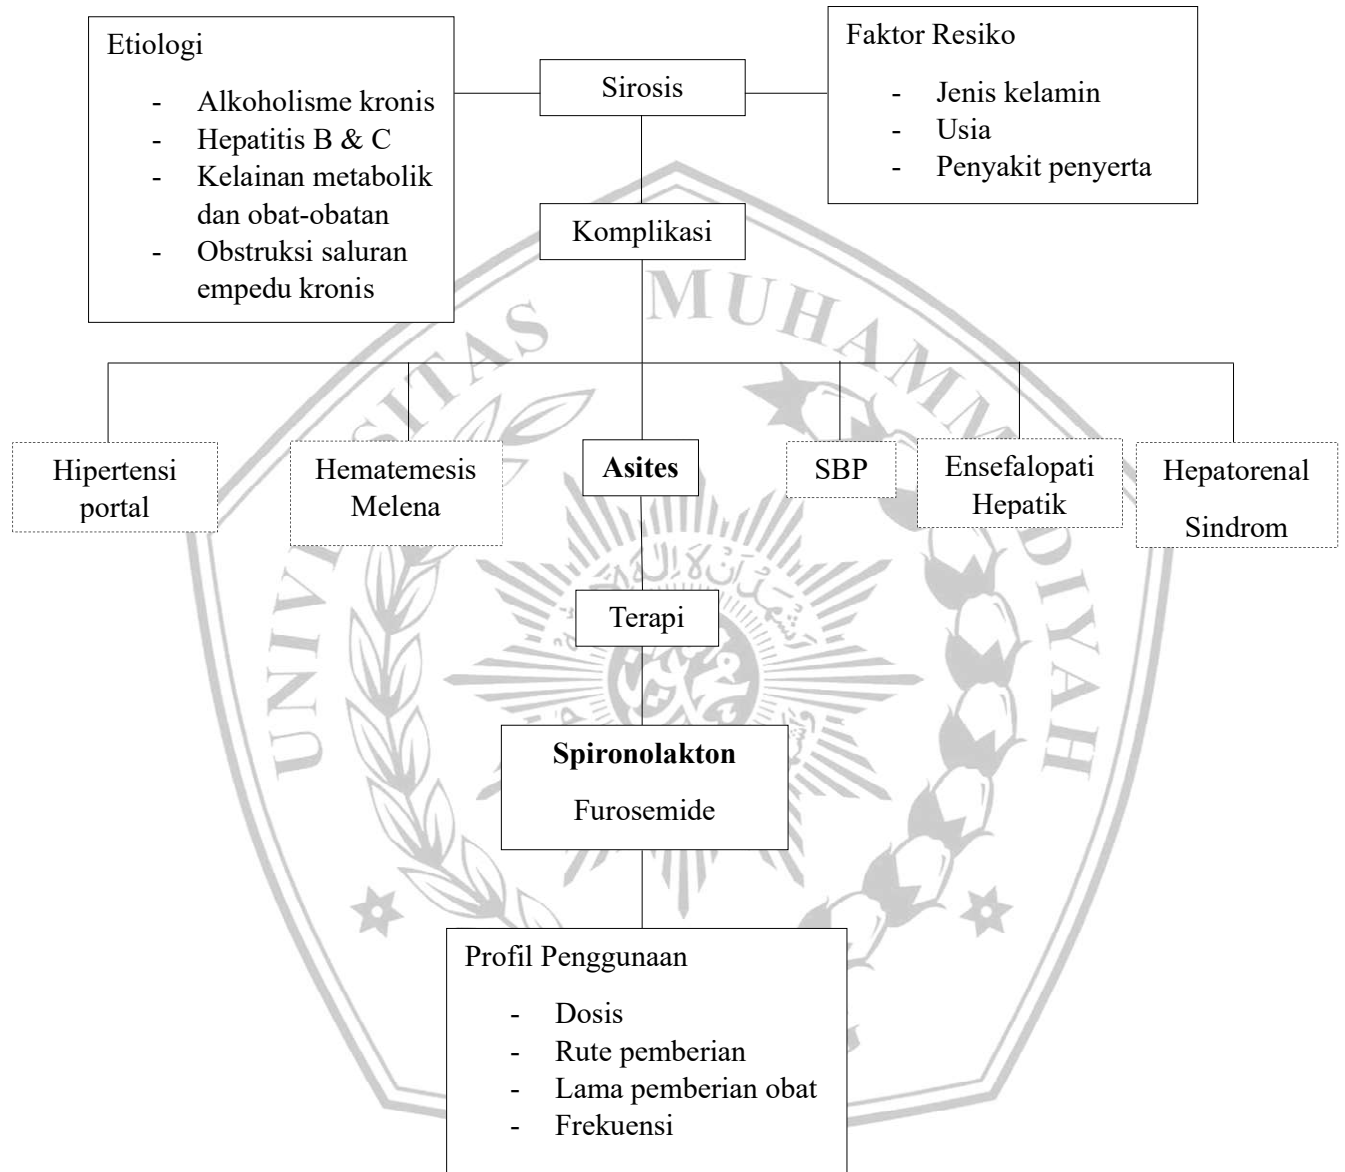 Etiologi
- Alkoholisme kronis
- Hepatitis B & C
- Kelainan metabolik
dan obat-obatan
- Obstruksi saluran
empedu kronis
Sirosis
Faktor Resiko
- Jenis kelamin
- Usia
- Penyakit penyerta
Komplikasi
UNIVERSITAS MUHAMMADIYAH
Hipertensi
portal
Hematemesis
Melena
Asites
SBP
Ensefalopati
Hepatik
Hepatorenal
Sindrom
Terapi
Spironolakton
Furosemide
Profil Penggunaan
- Dosis
- Rute pemberian
- Lama pemberian obat
- Frekuensi